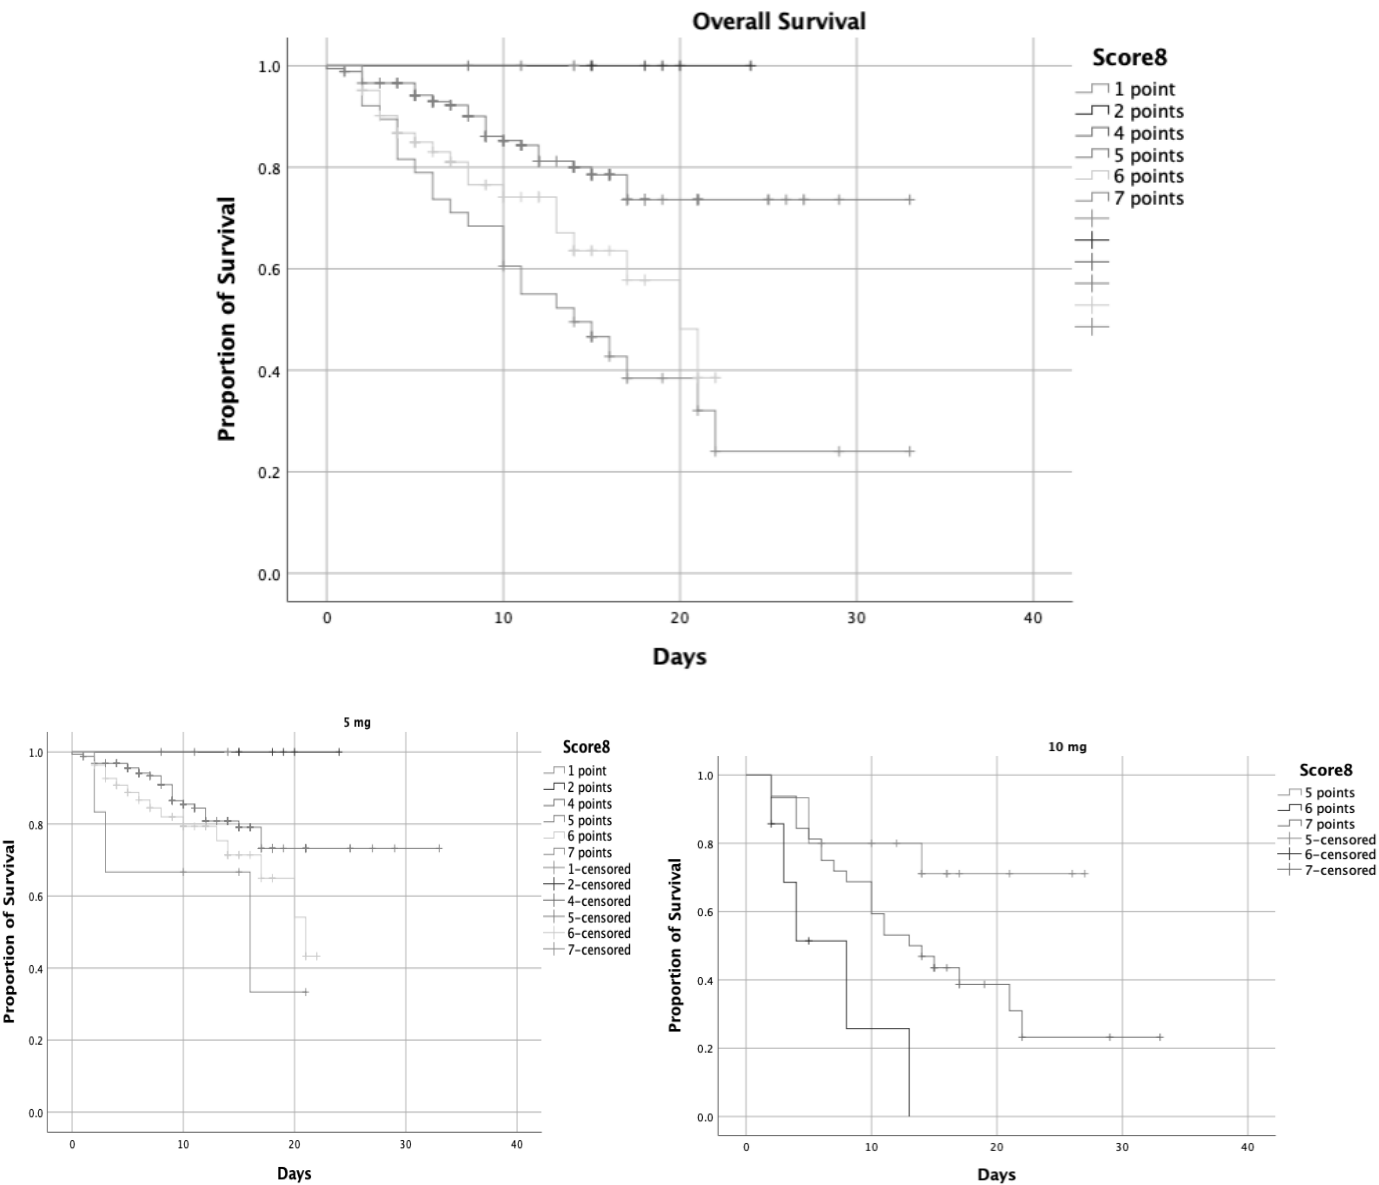 Overall Survival
Score8
1 point
2 points
4 points
5 points
6 points
7 points
Proportion of Survival
1.0
0.8
0.6
0.4
0.2
0.0
0 10 20 30 40
Days
5 mg
Score8
1 point
2 points
4 points
5 points
6 points
7 points
1-censored
2-censored
4-censored
5-censored
6-censored
7-censored
Proportion of Survival
1.0
0.8
0.6
0.4
0.2
0.0
0 10 20 30 40
Days
10 mg
Score8
5 points
6 points
7 points
5-censored
6-censored
7-censored
Proportion of Survival
1.0
0.8
0.6
0.4
0.2
0.0
0 10 20 30 40
Days